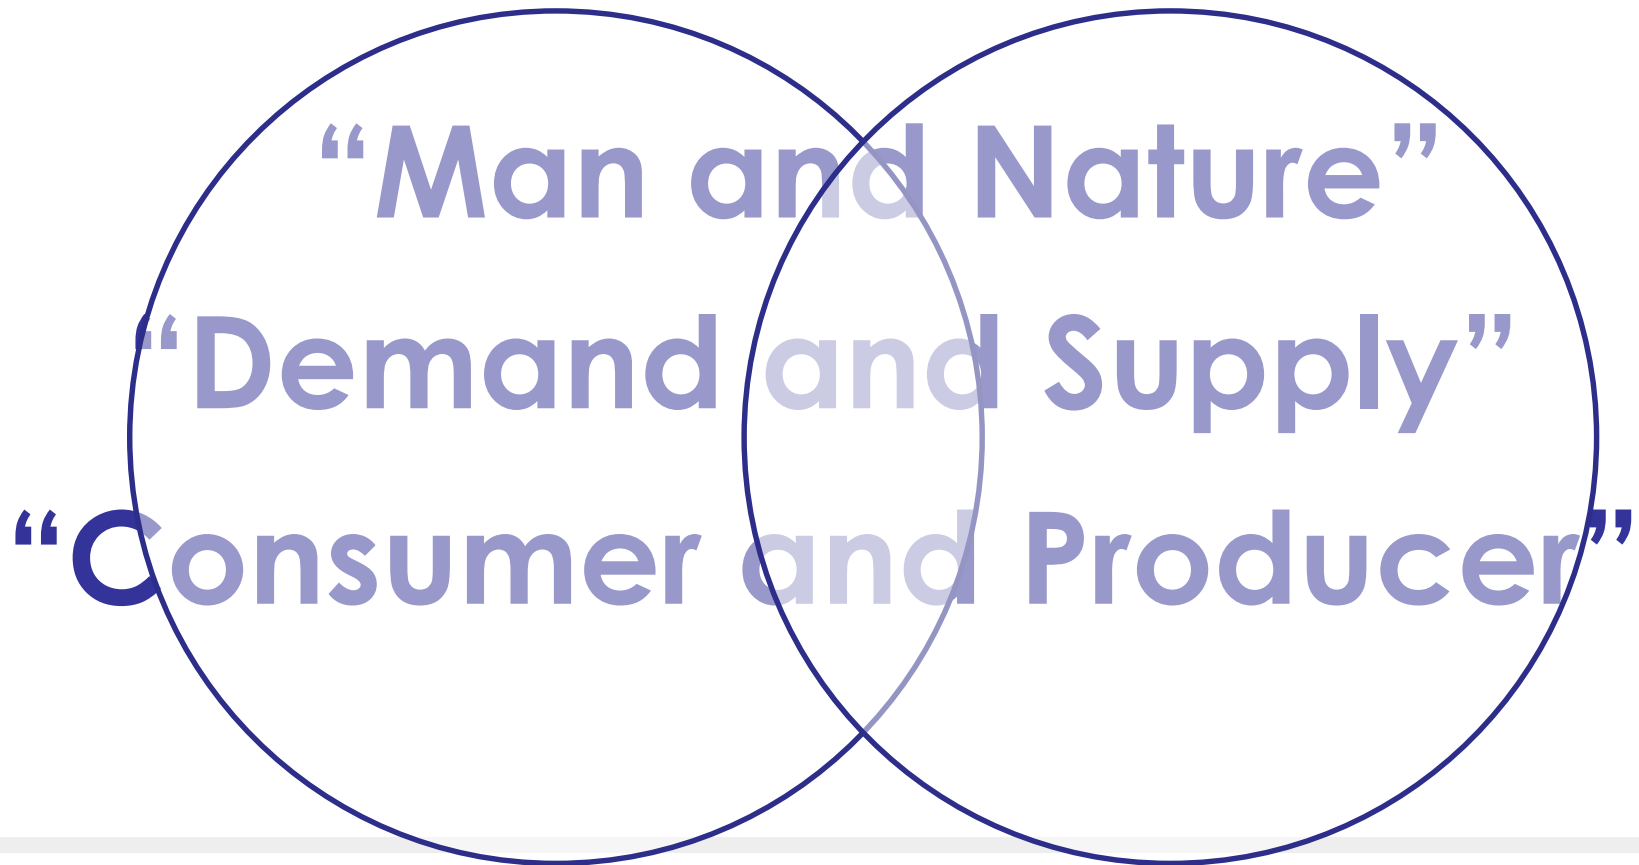 “Man and Nature”
“Demand and Supply”
“Consumer and Producer”